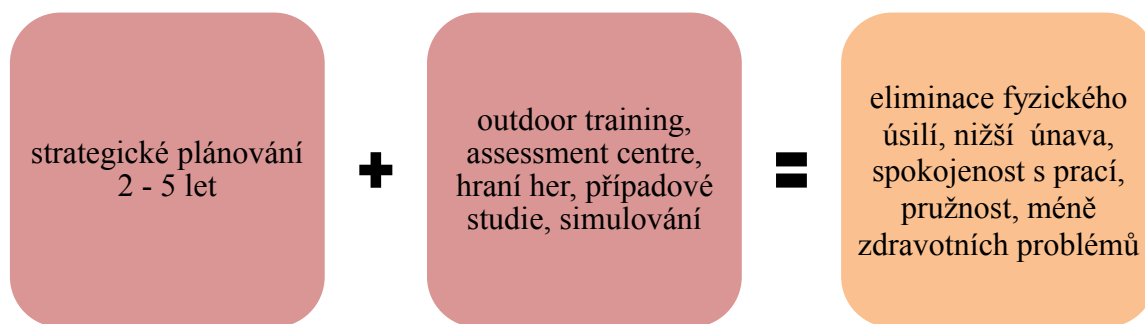 strategické plánování
2 - 5 let
+
outdoor training,
assessment centre,
hraní her, případové
studie, simulování
=
eliminace fyzického
úsilí, nižší únava,
spokojenost s prací,
pružnost, méně
zdravotních problémů